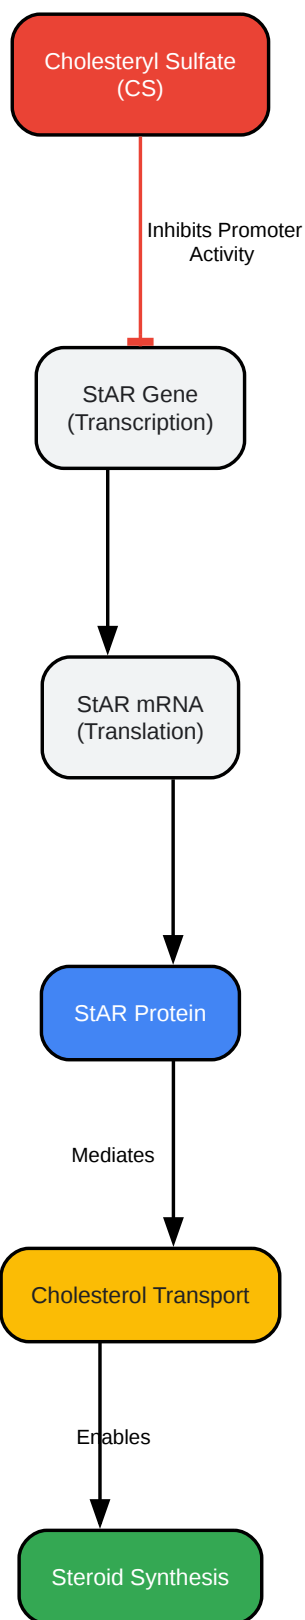 Cholesteryl Sulfate
(CS)
Inhibits Promoter
Activity
StAR Gene
(Transcription)
StAR mRNA
(Translation)
StAR Protein
Mediates
Cholesterol Transport
Enables
Steroid Synthesis